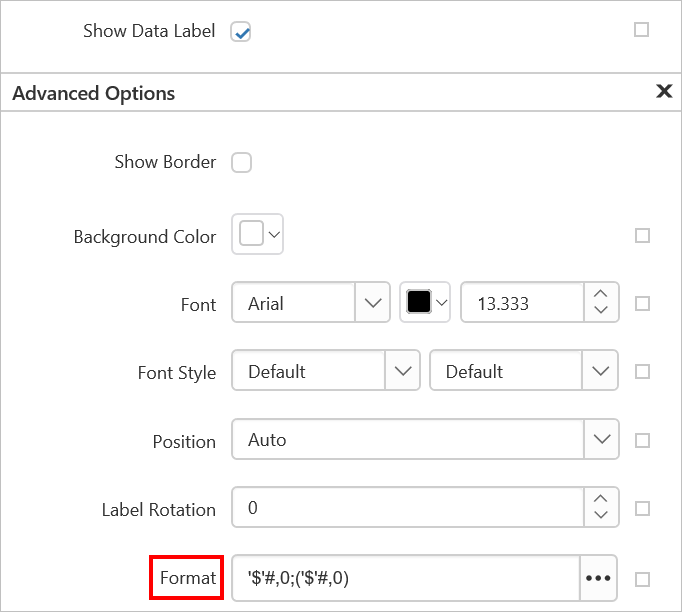 Show Data Label
Advanced Options
Show Border
Background Color
Font Arial 13.333
Font Style Default Default
Position Auto
Label Rotation 0
Format '$'#,0;('$'#,0)